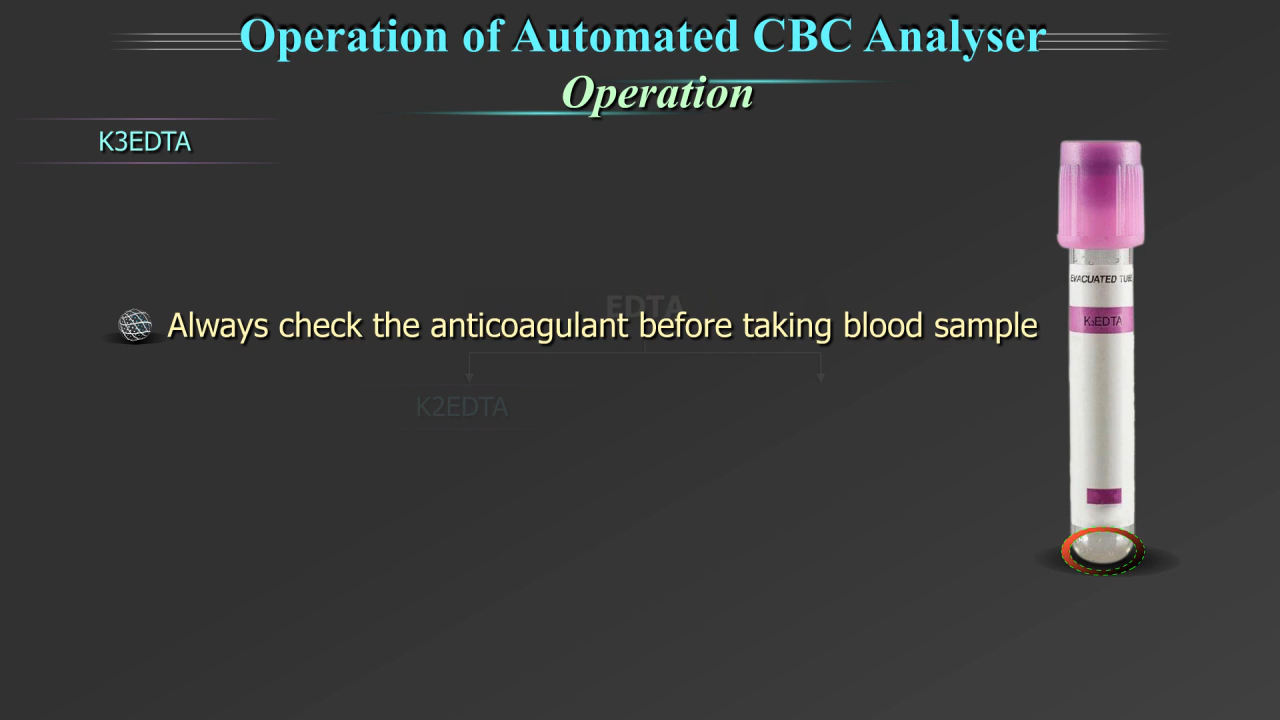 Operation of Automated CBC Analyser
Operation
K3EDTA
EVACUATED TUBE
K3EDTA
EDTA
Always check the anticoagulant before taking blood sample
K2EDTA